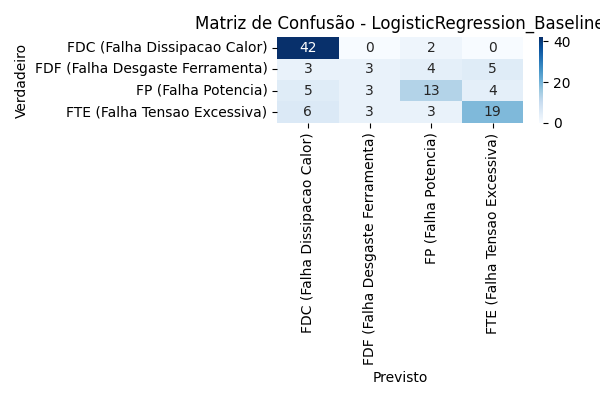 Matriz de Confusão - LogisticRegression_Baseline
Verdadeiro
FDC (Falha Dissipacao Calor) 42 0 2 0
FDF (Falha Desgaste Ferramenta) 3 3 4 5
FP (Falha Potencia) 5 3 13 4
FTE (Falha Tensao Excessiva) 6 3 3 19
40
20
0
FDC (Falha Dissipacao Calor)
FDF (Falha Desgaste Ferramenta)
FP (Falha Potencia)
FTE (Falha Tensao Excessiva)
Previsto